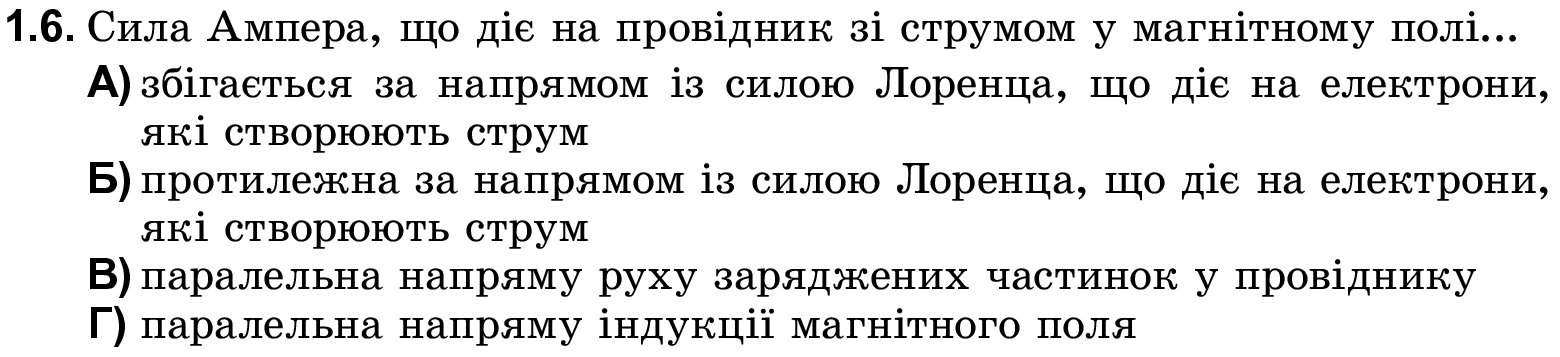 1.6. Сила Ампера, що діє на провідник зі струмом у магнітному полі...
А) збігається за напрямом із силою Лоренца, що діє на електрони,
які створюють струм
Б) протилежна за напрямом із силою Лоренца, що діє на електрони,
які створюють струм
В) паралельна напряму руху заряджених частинок у провіднику
Г) паралельна напряму індукції магнітного поля